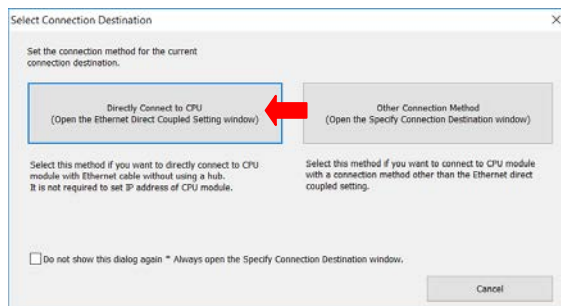 Select Connection Destination
Set the connection method for the current
connection destination.
Directly Connect to CPU
(Open the Ethernet Direct Coupled Setting window)
Other Connection Method
(Open the Specify Connection Destination window)
Select this method if you want to directly connect to CPU
module with Ethernet cable without using a hub.
It is not required to set IP address of CPU module.
Select this method if you want to connect to CPU module
with a connection method other than the Ethernet direct
coupled setting.
Do not show this dialog again * Always open the Specify Connection Destination window.
Cancel